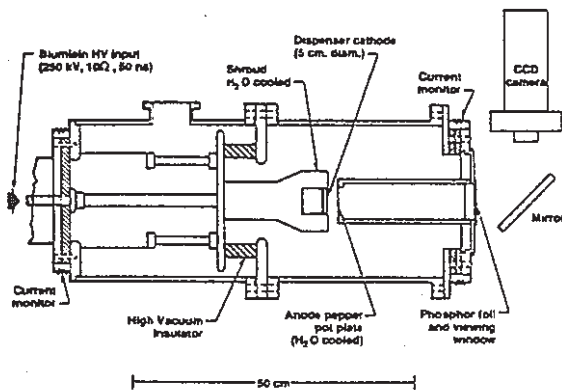 Blumlein HV input
(250 kV, 10Ω, 50 ns)
Dispenser cathode
(5 cm. diam.)
Shroud
H₂O cooled
Current
monitor
CCD
camera
Mirror
Current
monitor
High Vacuum
Insulator
Anode pepper
pot plate
(H₂O cooled)
Phosphor foil
and viewing
window
50 cm